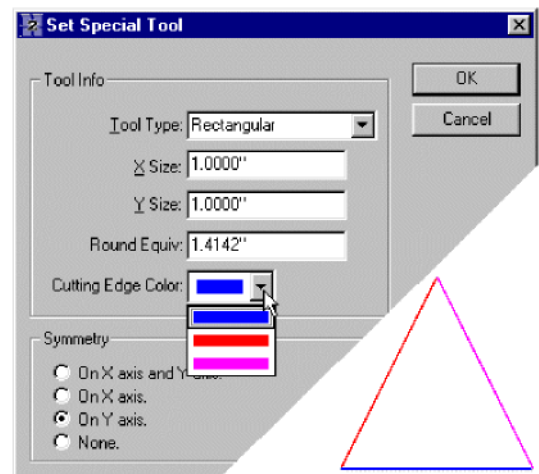 Set Special Tool
Tool Info
OK
Cancel
Tool Type: Rectangular
X Size: 1.0000"
Y Size: 1.0000"
Round Equiv: 1.4142"
Cutting Edge Color:
Symmetry
On X axis and Y axis.
On X axis.
On Y axis.
None.